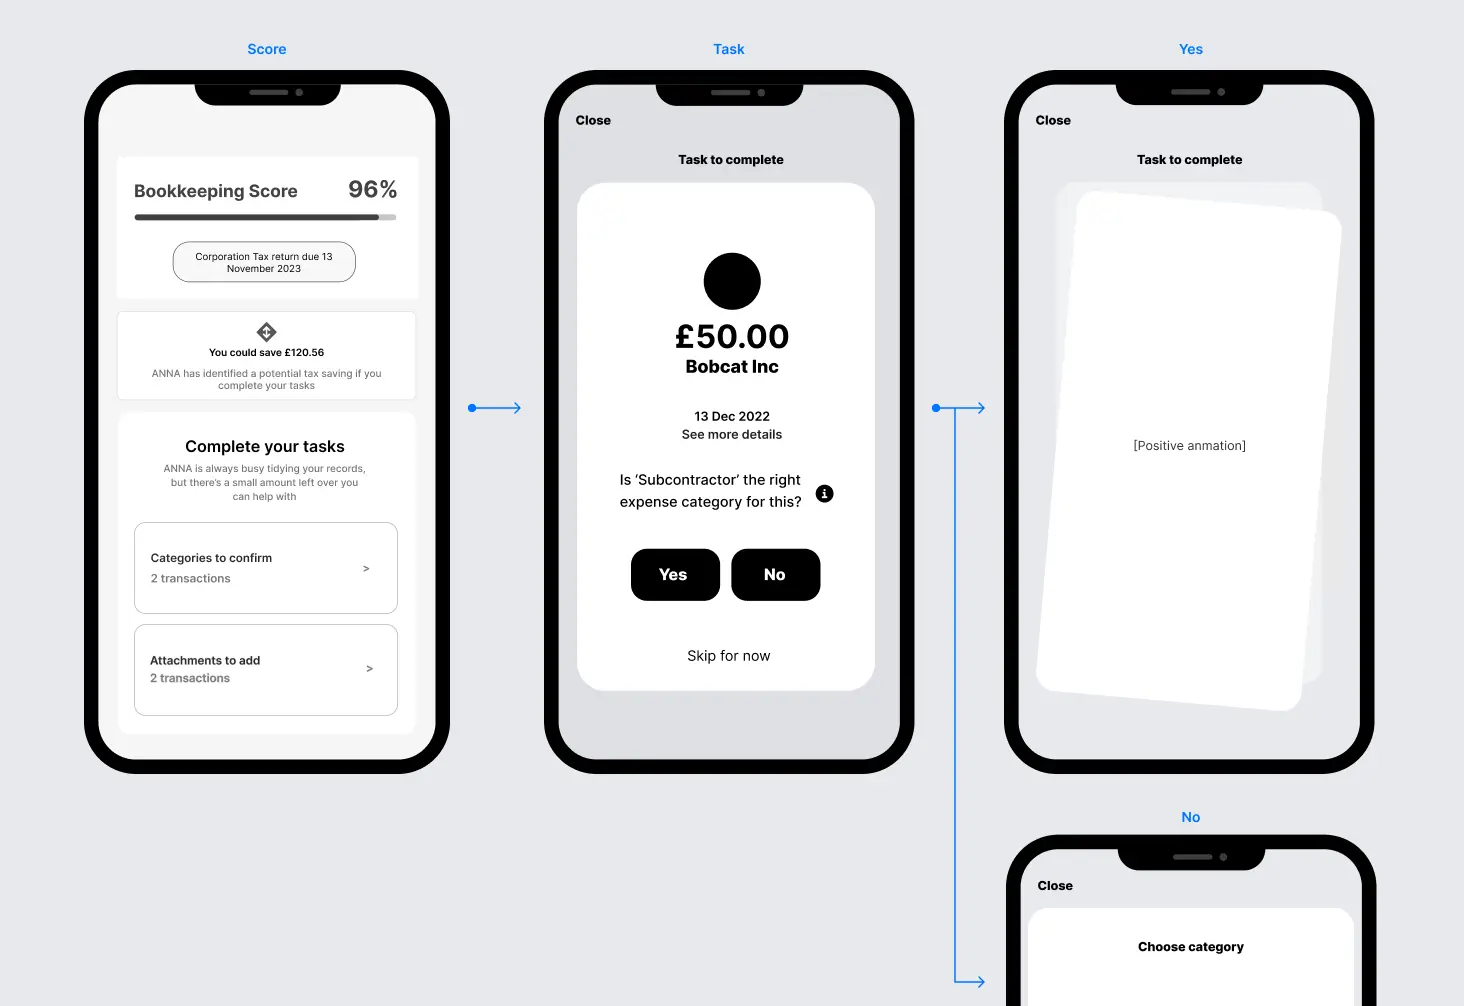 Score
Bookkeeping Score 96%
Corporation Tax return due 13
November 2023
You could save £120.56
ANNA has identified a potential tax saving if you
complete your tasks
Complete your tasks
ANNA is always busy tidying your records,
but there's a small amount left over you
can help with
Categories to confirm
2 transactions
>
Attachments to add
2 transactions
>
Task
Close
Task to complete
£50.00
Bobcat Inc
13 Dec 2022
See more details
Is ‘Subcontractor’ the right
expense category for this?
Yes No
Skip for now
Yes
Close
Task to complete
[Positive anmation]
No
Close
Choose category